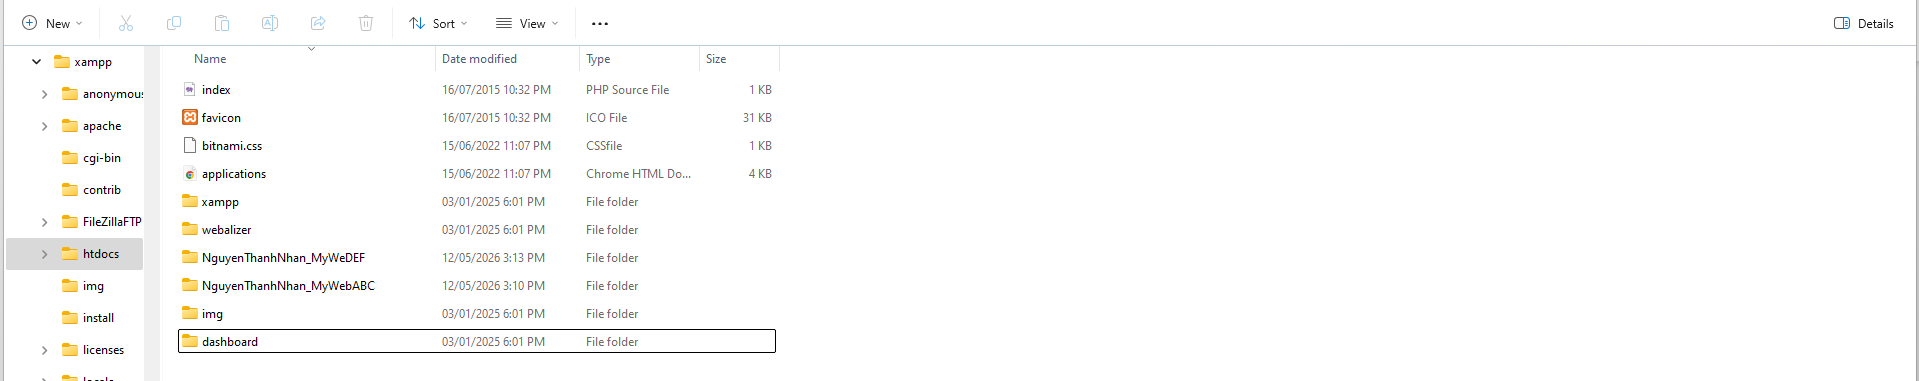 New Sort View ... Details
xampp
anonymous
apache
cgi-bin
contrib
FileZillaFTP
htdocs
img
install
licenses
Name Date modified Type Size
index 16/07/2015 10:32 PM PHP Source File 1 KB
favicon 16/07/2015 10:32 PM ICO File 31 KB
bitnami.css 15/06/2022 11:07 PM CSSfile 1 KB
applications 15/06/2022 11:07 PM Chrome HTML Do... 4 KB
xampp 03/01/2025 6:01 PM File folder
webalizer 03/01/2025 6:01 PM File folder
NguyenThanhNhan_MyWeDEF 12/05/2026 3:13 PM File folder
NguyenThanhNhan_MyWebABC 12/05/2026 3:10 PM File folder
img 03/01/2025 6:01 PM File folder
dashboard 03/01/2025 6:01 PM File folder